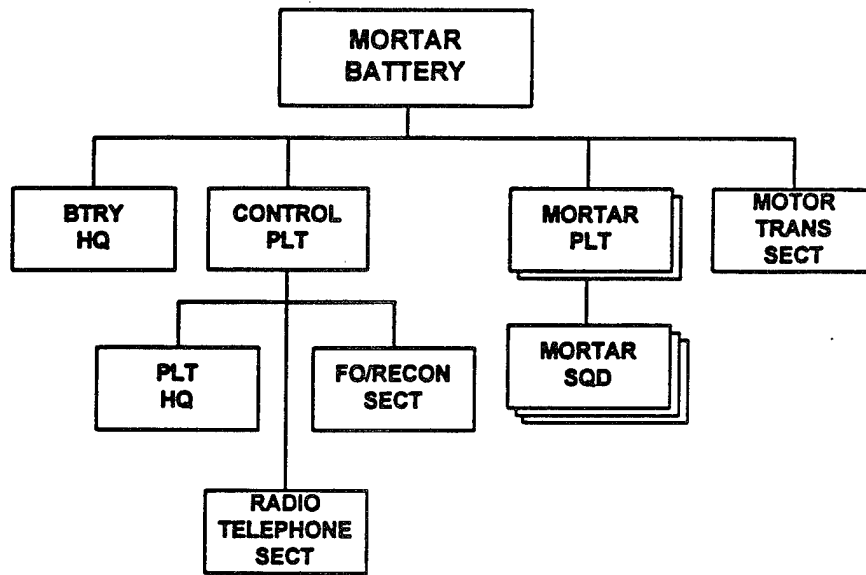 MORTAR
BATTERY
BTRY
HQ
CONTROL
PLT
MORTAR
PLT
MOTOR
TRANS
SECT
PLT
HQ
FO/RECON
SECT
MORTAR
SQD
RADIO
TELEPHONE
SECT